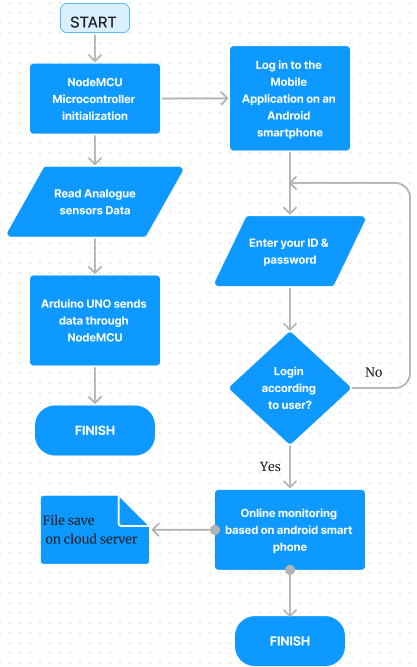 START
NodeMCU
Microcontroller
initialization
Log in to the
Mobile
Application on an
Android
smartphone
Read Analogue
sensors Data
Enter your ID &
password
Arduino UNO sends
data through
NodeMCU
Login
according
to user?
No
FINISH
Yes
File save
on cloud server
Online monitoring
based on android smart
phone
FINISH